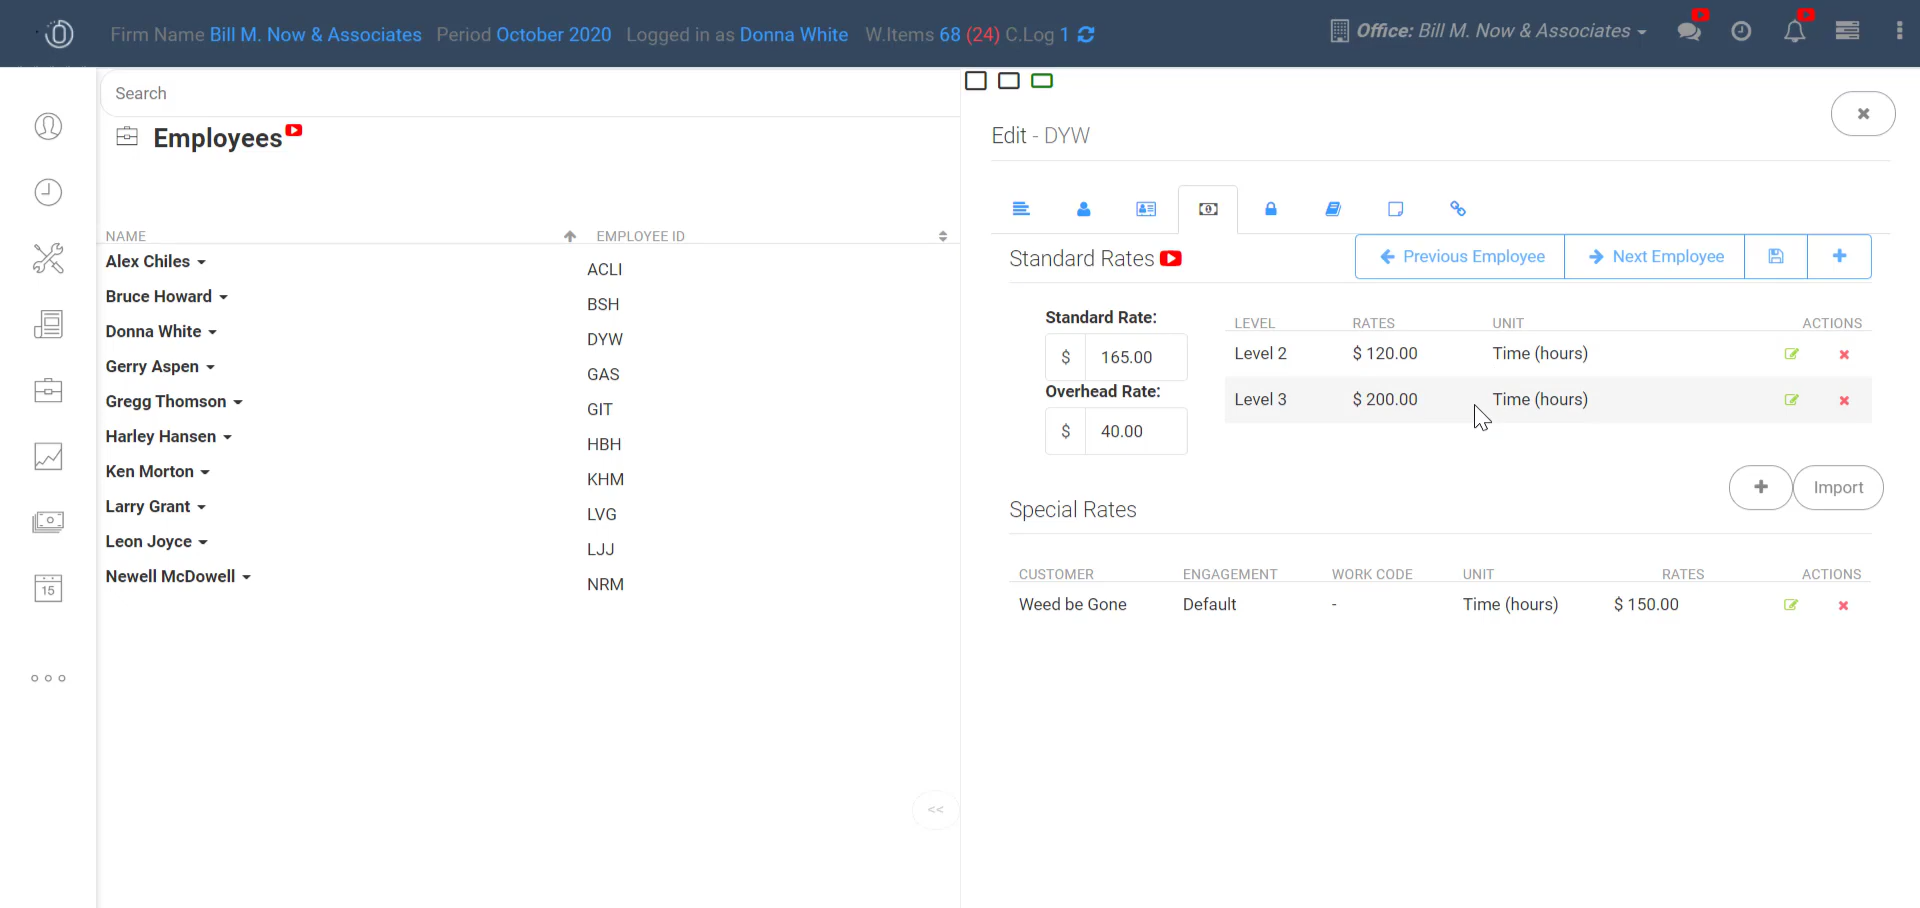 Firm Name Bill M. Now & Associates Period October 2020 Logged in as Donna White W.Items 68 (24) C.Log 1
Office: Bill M. Now & Associates
Search
Employees
NAME EMPLOYEE ID
Alex Chiles ACLI
Bruce Howard BSH
Donna White DYW
Gerry Aspen GAS
Gregg Thomson GIT
Harley Hansen HBH
Ken Morton KHM
Larry Grant LVG
Leon Joyce LJJ
Newell McDowell NRM
15
<<
Edit - DYW
Standard Rates
Previous Employee Next Employee
Standard Rate:
$ 165.00
Overhead Rate:
$ 40.00
LEVEL RATES UNIT ACTIONS
Level 2 $ 120.00 Time (hours)
Level 3 $ 200.00 Time (hours)
Import
Special Rates
CUSTOMER ENGAGEMENT WORK CODE UNIT RATES ACTIONS
Weed be Gone Default - Time (hours) $ 150.00